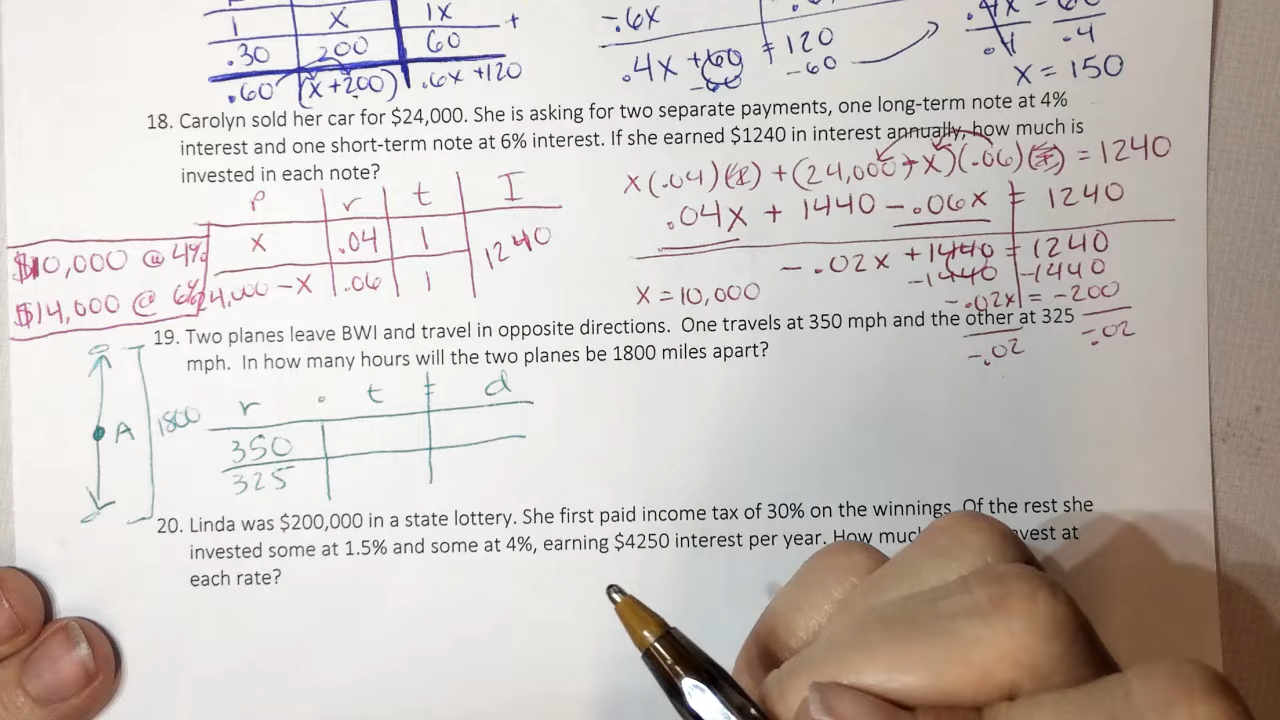 1 x 1x +
.30 200 60
.60 (x+200) .6x +120
-.6x
.4x +60 = 120
-60 -60
.4x
.4 .4
x = 150
18. Carolyn sold her car for $24,000. She is asking for two separate payments, one long-term note at 4%
interest and one short-term note at 6% interest. If she earned $1240 in interest annually, how much is
invested in each note?
x(.04)(1) + (24,000 - x)(.06)(1) = 1240
P r t I
.04x + 1440 - .06x = 1240
x .04 1 1240
24,000 - x .06 1
$10,000 @ 4%
$14,000 @ 6%
-.02x + 1440 = 1240
-1440 -1440
-.02x = -200
-.02 -.02
x = 10,000
19. Two planes leave BWI and travel in opposite directions. One travels at 350 mph and the other at 325
mph. In how many hours will the two planes be 1800 miles apart?
r . t = d
A 1800
350
325
20. Linda was $200,000 in a state lottery. She first paid income tax of 30% on the winnings. Of the rest she
invested some at 1.5% and some at 4%, earning $4250 interest per year. How at
each rate?